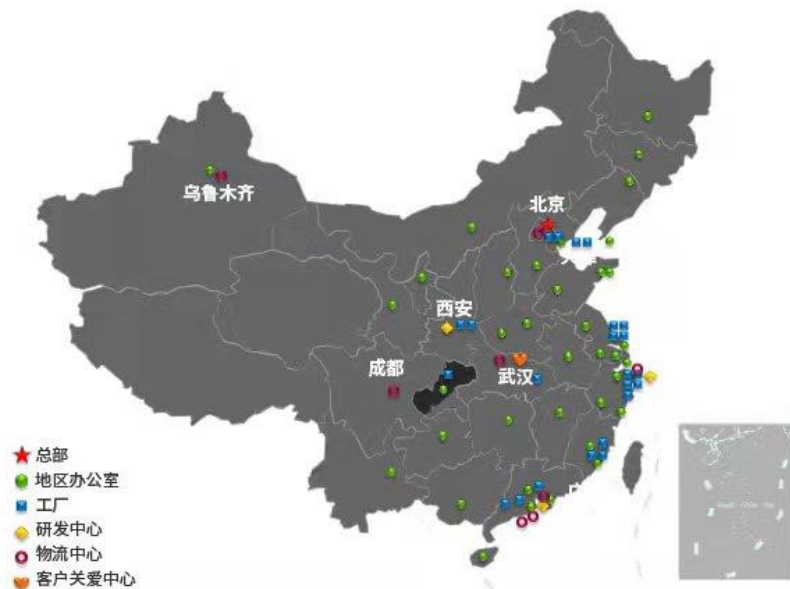 北京
乌鲁木齐
西安
成都
武汉
总部
地区办公室
工厂
研发中心
物流中心
客户关爱中心